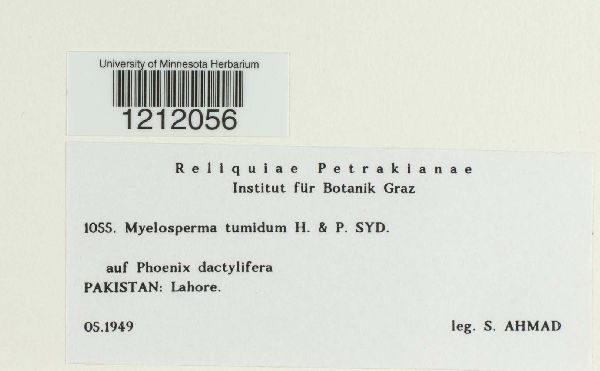 University of Minnesota Herbarium
1212056
Reliquiae Petrakianae
Institut für Botanik Graz
1055. Myelosperma tumidum H. & P. SYD.
auf Phoenix dactylifera
PAKISTAN: Lahore.
05.1949 leg. S. AHMAD